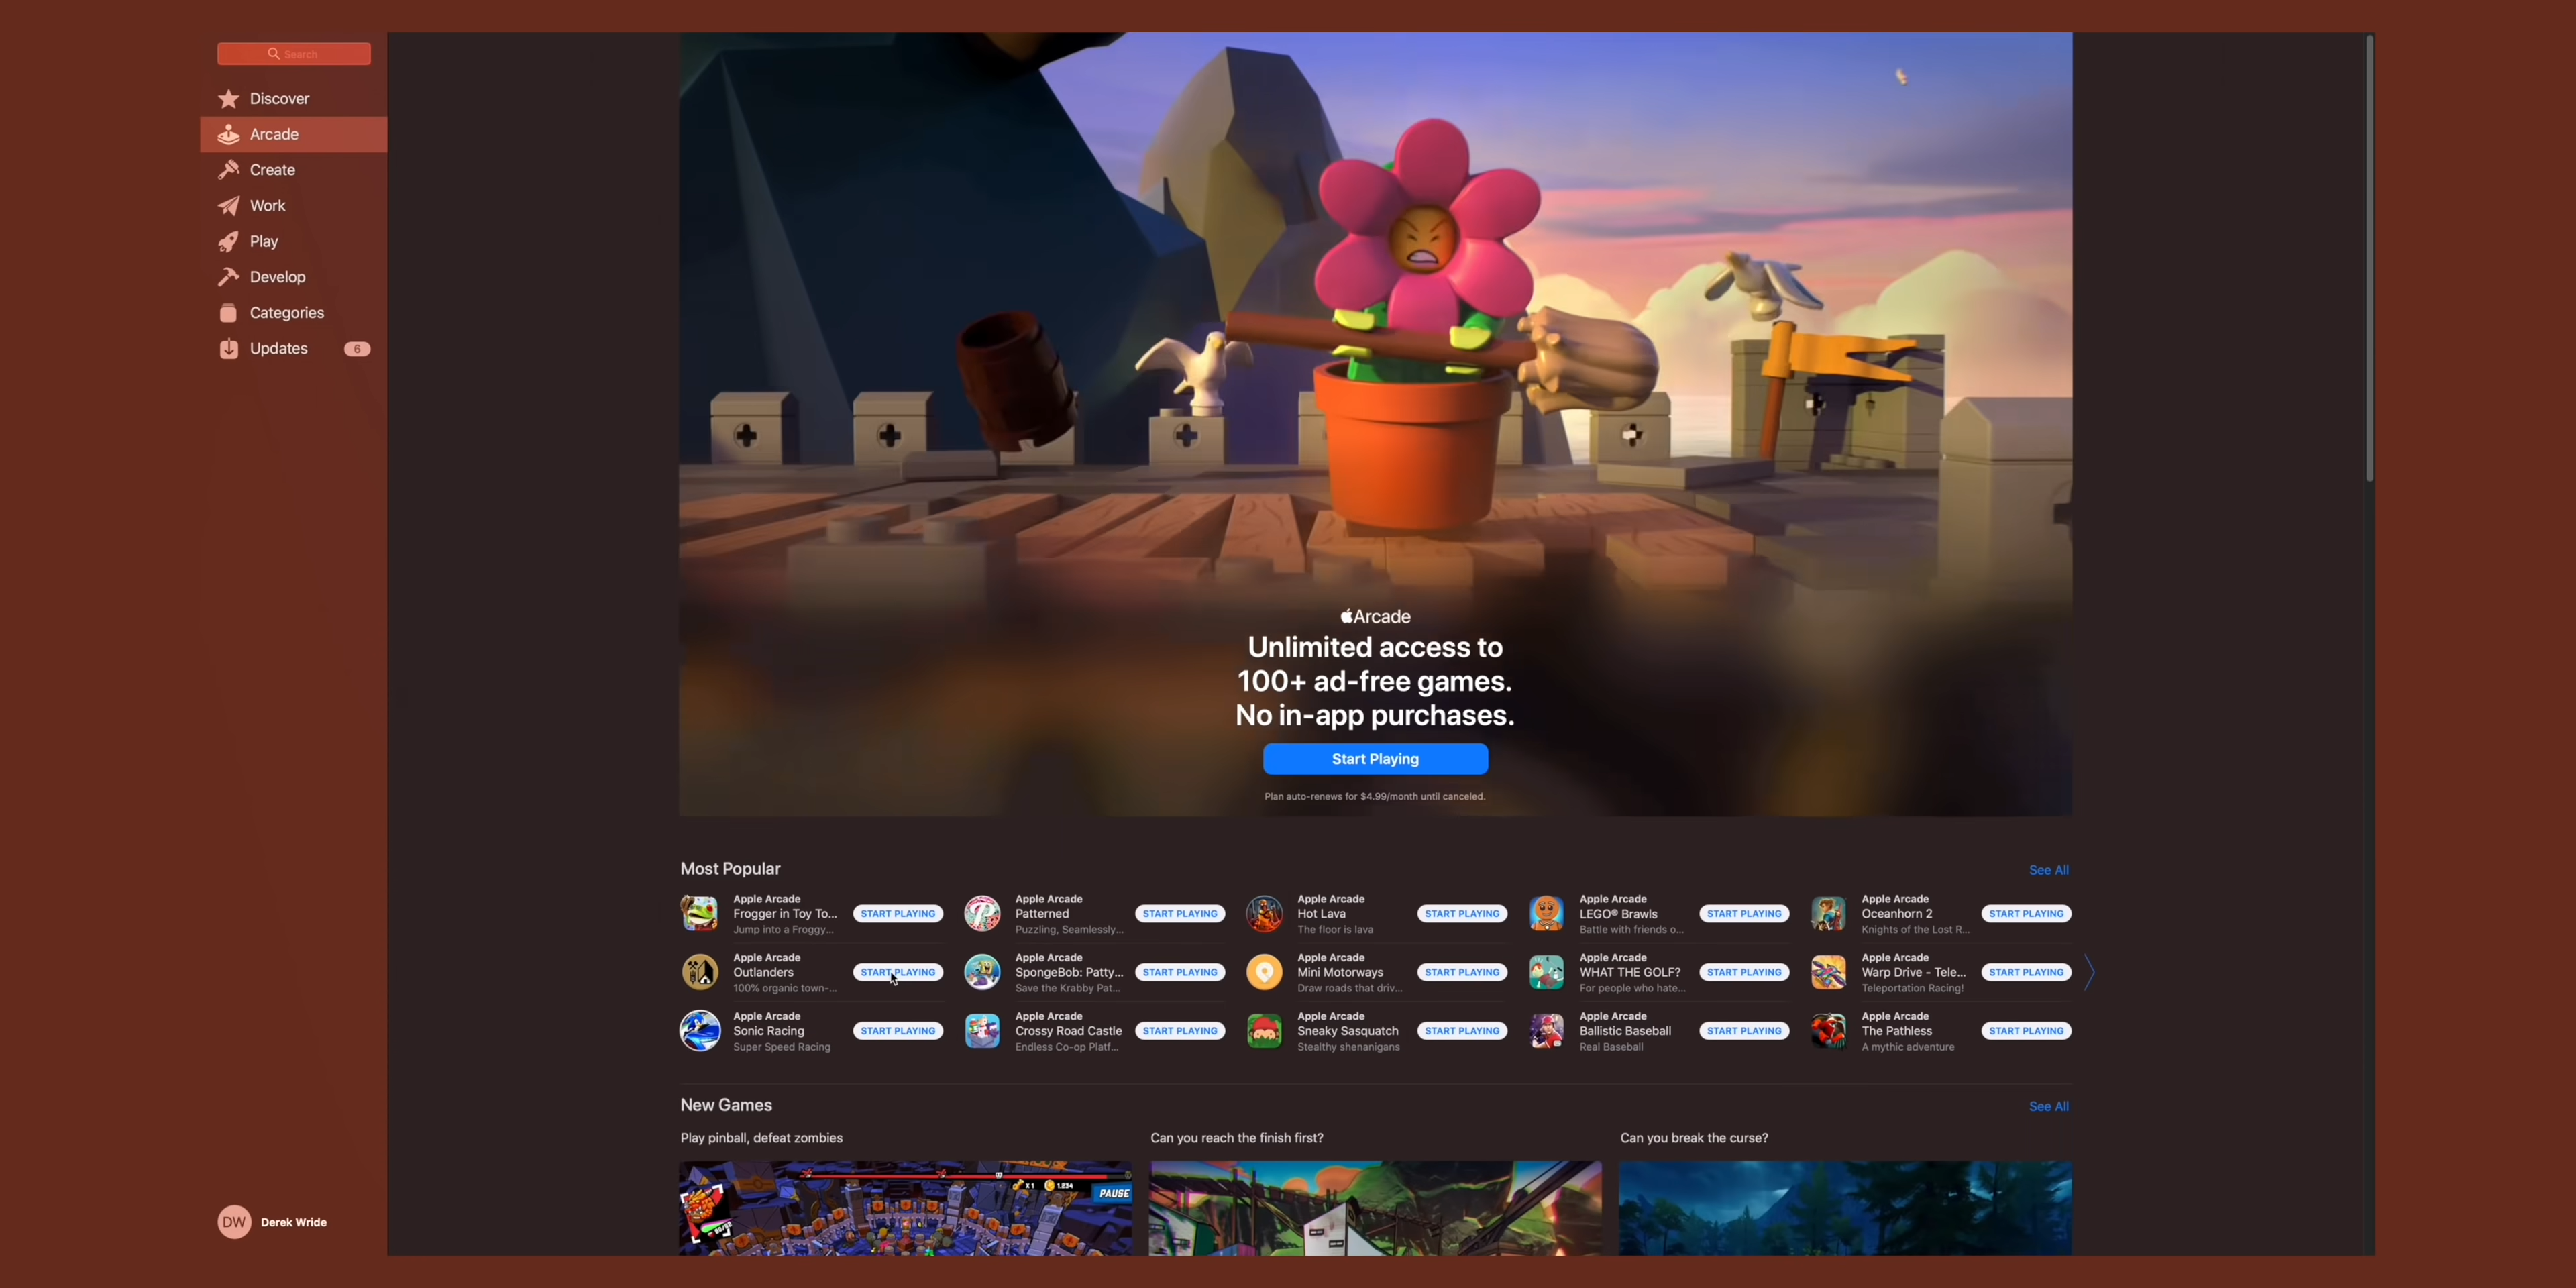 Search
Discover
Arcade
Create
Work
Play
Develop
Categories
Updates 6
DW Derek Wride
Arcade
Unlimited access to
100+ ad-free games.
No in-app purchases.
Start Playing
Plan auto-renews for $4.99/month until canceled.
Most Popular
See All
Apple Arcade
Frogger in Toy To...
Jump into a Froggy...
START PLAYING
Apple Arcade
Patterned
Puzzling, Seamlessly...
START PLAYING
Apple Arcade
Hot Lava
The floor is lava
START PLAYING
Apple Arcade
LEGO® Brawls
Battle with friends o...
START PLAYING
Apple Arcade
Oceanhorn 2
Knights of the Lost R...
START PLAYING
Apple Arcade
Outlanders
100% organic town-...
START PLAYING
Apple Arcade
SpongeBob: Patty...
Save the Krabby Pat...
START PLAYING
Apple Arcade
Mini Motorways
Draw roads that driv...
START PLAYING
Apple Arcade
WHAT THE GOLF?
For people who hate...
START PLAYING
Apple Arcade
Warp Drive - Tele...
Teleportation Racing!
START PLAYING
Apple Arcade
Sonic Racing
Super Speed Racing
START PLAYING
Apple Arcade
Crossy Road Castle
Endless Co-op Platf...
START PLAYING
Apple Arcade
Sneaky Sasquatch
Stealthy shenanigans
START PLAYING
Apple Arcade
Ballistic Baseball
Real Baseball
START PLAYING
Apple Arcade
The Pathless
A mythic adventure
START PLAYING
New Games
See All
Play pinball, defeat zombies
Can you reach the finish first?
Can you break the curse?
X1 1,234
PAUSE